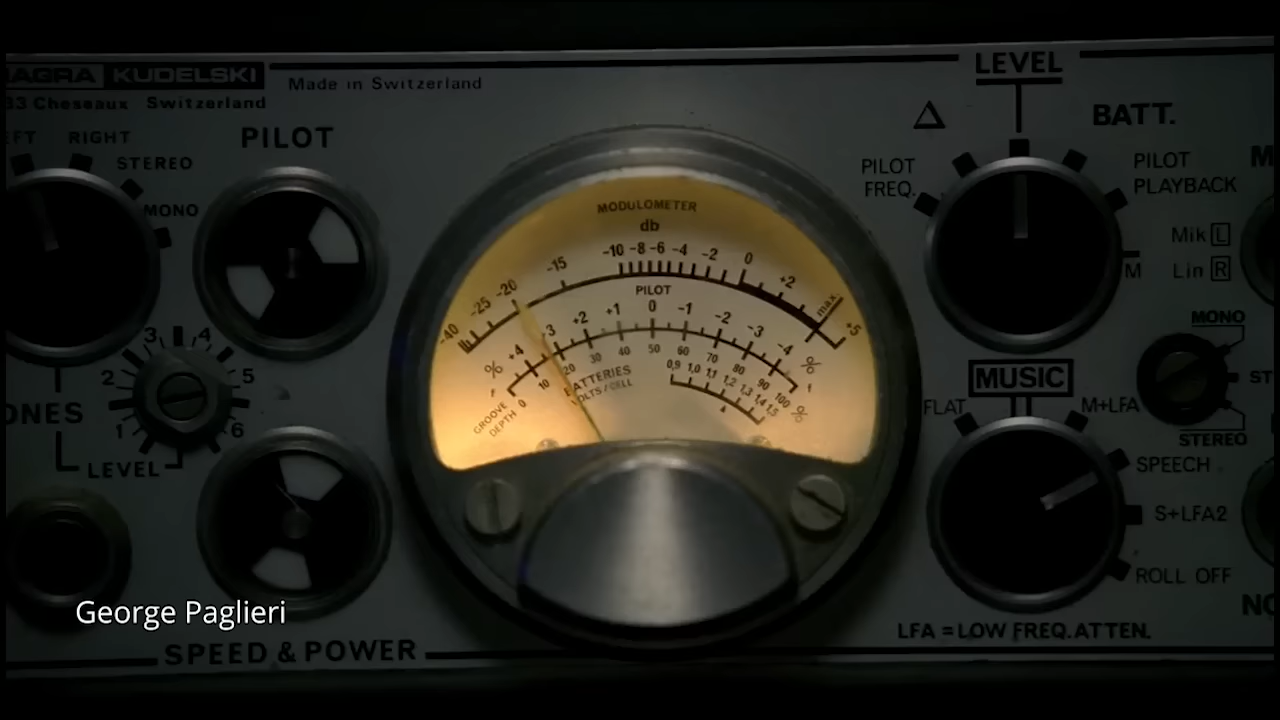 NAGRA KUDELSKI
Made in Switzerland
33 Cheseaux Switzerland
LEFT RIGHT
STEREO
MONO
PILOT
LEVEL
BATT.
PILOT
FREQ.
PILOT
PLAYBACK
Mik L
Lin R
M
MODULOMETER
db
-40 -25 -20 -15 -10 -8 -6 -4 -2 0 +2 max. +5
PILOT
% +4 +3 +2 +1 0 -1 -2 -3 -4 %
f f
0 10 20 30 40 50 60 70 80 90 100 %
GROOVE
DEPTH
BATTERIES
VOLTS / CELL
0,9 1,0 1,1 1,2 1,3 1,4 1,5
1 2 3 4 5 6
LEVEL
MUSIC
FLAT
M+LFA
SPEECH
S+LFA2
ROLL OFF
MONO
ST
STEREO
LFA = LOW FREQ. ATTEN.
George Paglieri
SPEED & POWER